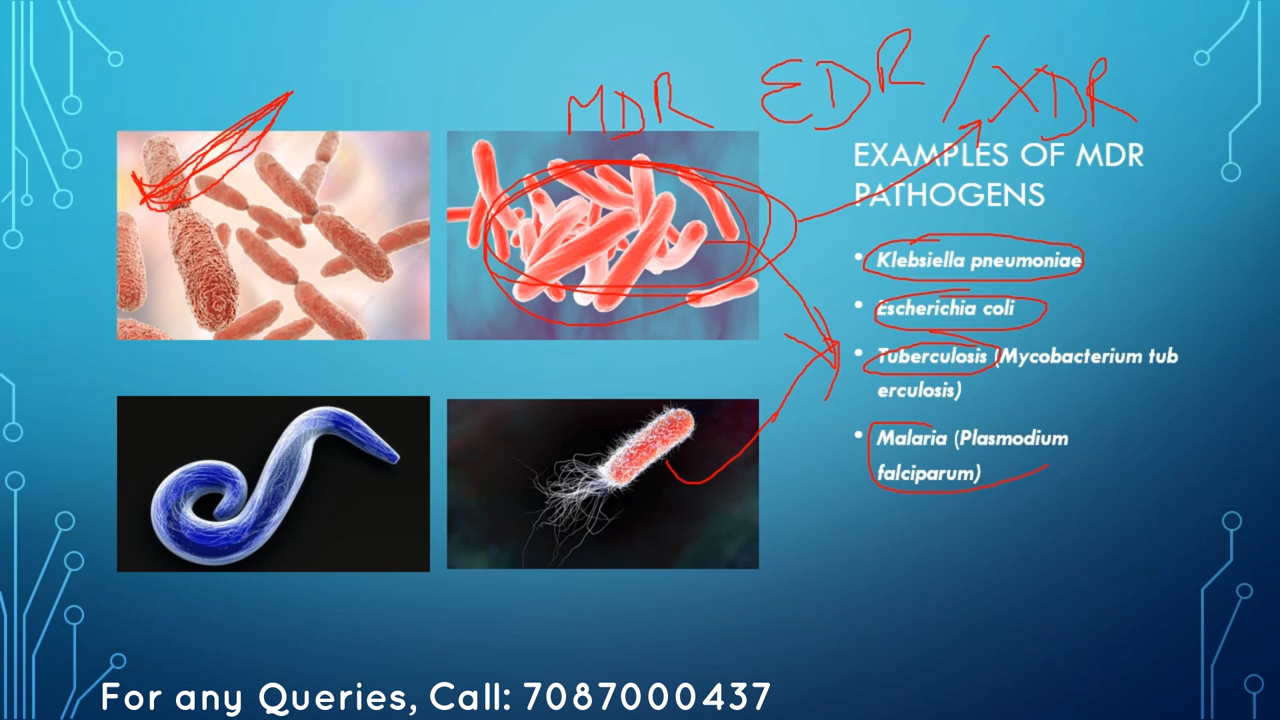 MDR EDR / XDR
EXAMPLES OF MDR
PATHOGENS
• Klebsiella pneumoniae
• Escherichia coli
• Tuberculosis (Mycobacterium tub
erculosis)
• Malaria (Plasmodium
falciparum)
For any Queries, Call: 7087000437